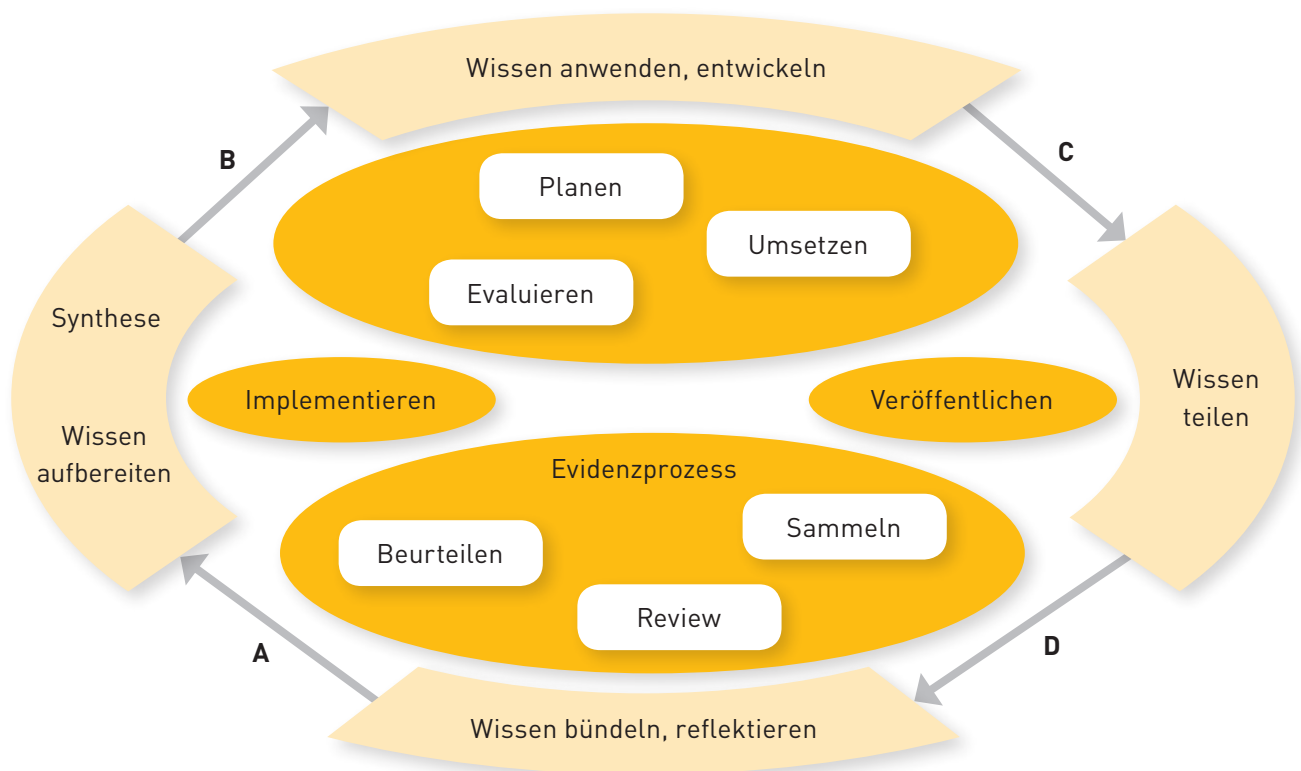 Wissen anwenden, entwickeln
B
C
Planen
Umsetzen
Evaluieren
Synthese
Wissen
aufbereiten
Implementieren
Veröffentlichen
Wissen
teilen
Evidenzprozess
Sammeln
Beurteilen
Review
A
D
Wissen bündeln, reflektieren